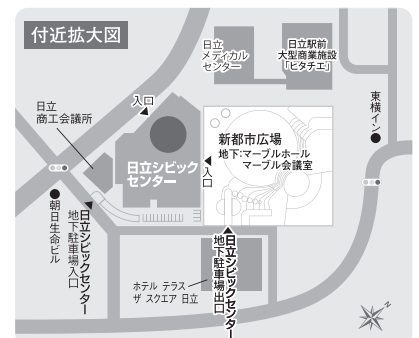 付近拡大図
日立
メディカル
センター
日立駅前
大型商業施設
「ヒタチエ」
入口
日立
商工会議所
東横イン
新都市広場
地下:マーブルホール
マーブル会議室
日立シビック
センター
入口
朝日生命ビル
日立シビックセンター
地下駐車場入口
日立シビックセンター
地下駐車場出口
ホテル テラス
ザ スクエア 日立
N